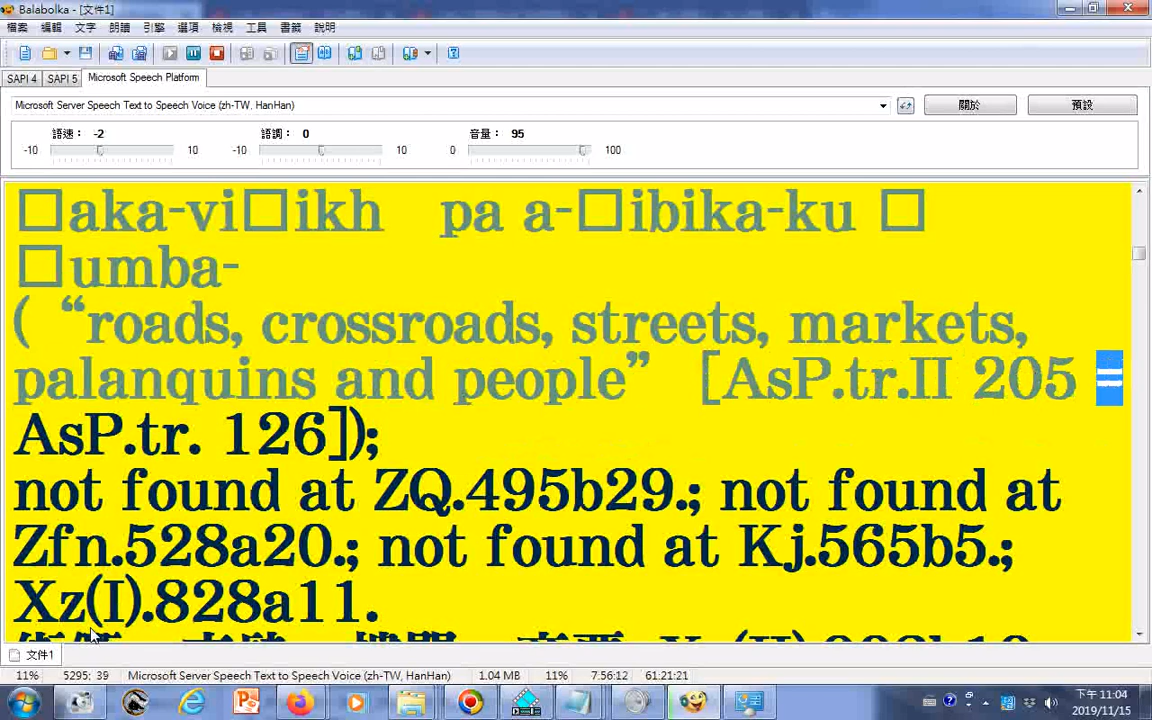 Balabolka - [文件1]
檔案 編輯 文字 朗讀 引擎 選項 檢視 工具 書籤 說明
SAPI 4 SAPI 5 Microsoft Speech Platform
Microsoft Server Speech Text to Speech Voice (zh-TW, HanHan) 關於 預設
語速： -2 語調： 0 音量： 95
-10 10 -10 10 0 100
□aka-vi□ikh pa a-□ibika-ku □
□umba-
(“roads, crossroads, streets, markets,
palanquins and people” [AsP.tr.II 205 =
AsP.tr. 126]);
not found at ZQ.495b29.; not found at
Zfn.528a20.; not found at Kj.565b5.;
Xz(I).828a11.
文件1
11% 5295: 39 Microsoft Server Speech Text to Speech Voice (zh-TW, HanHan) 1.04 MB 11% 7:56:12 61:21:21
下午 11:04
2019/11/15